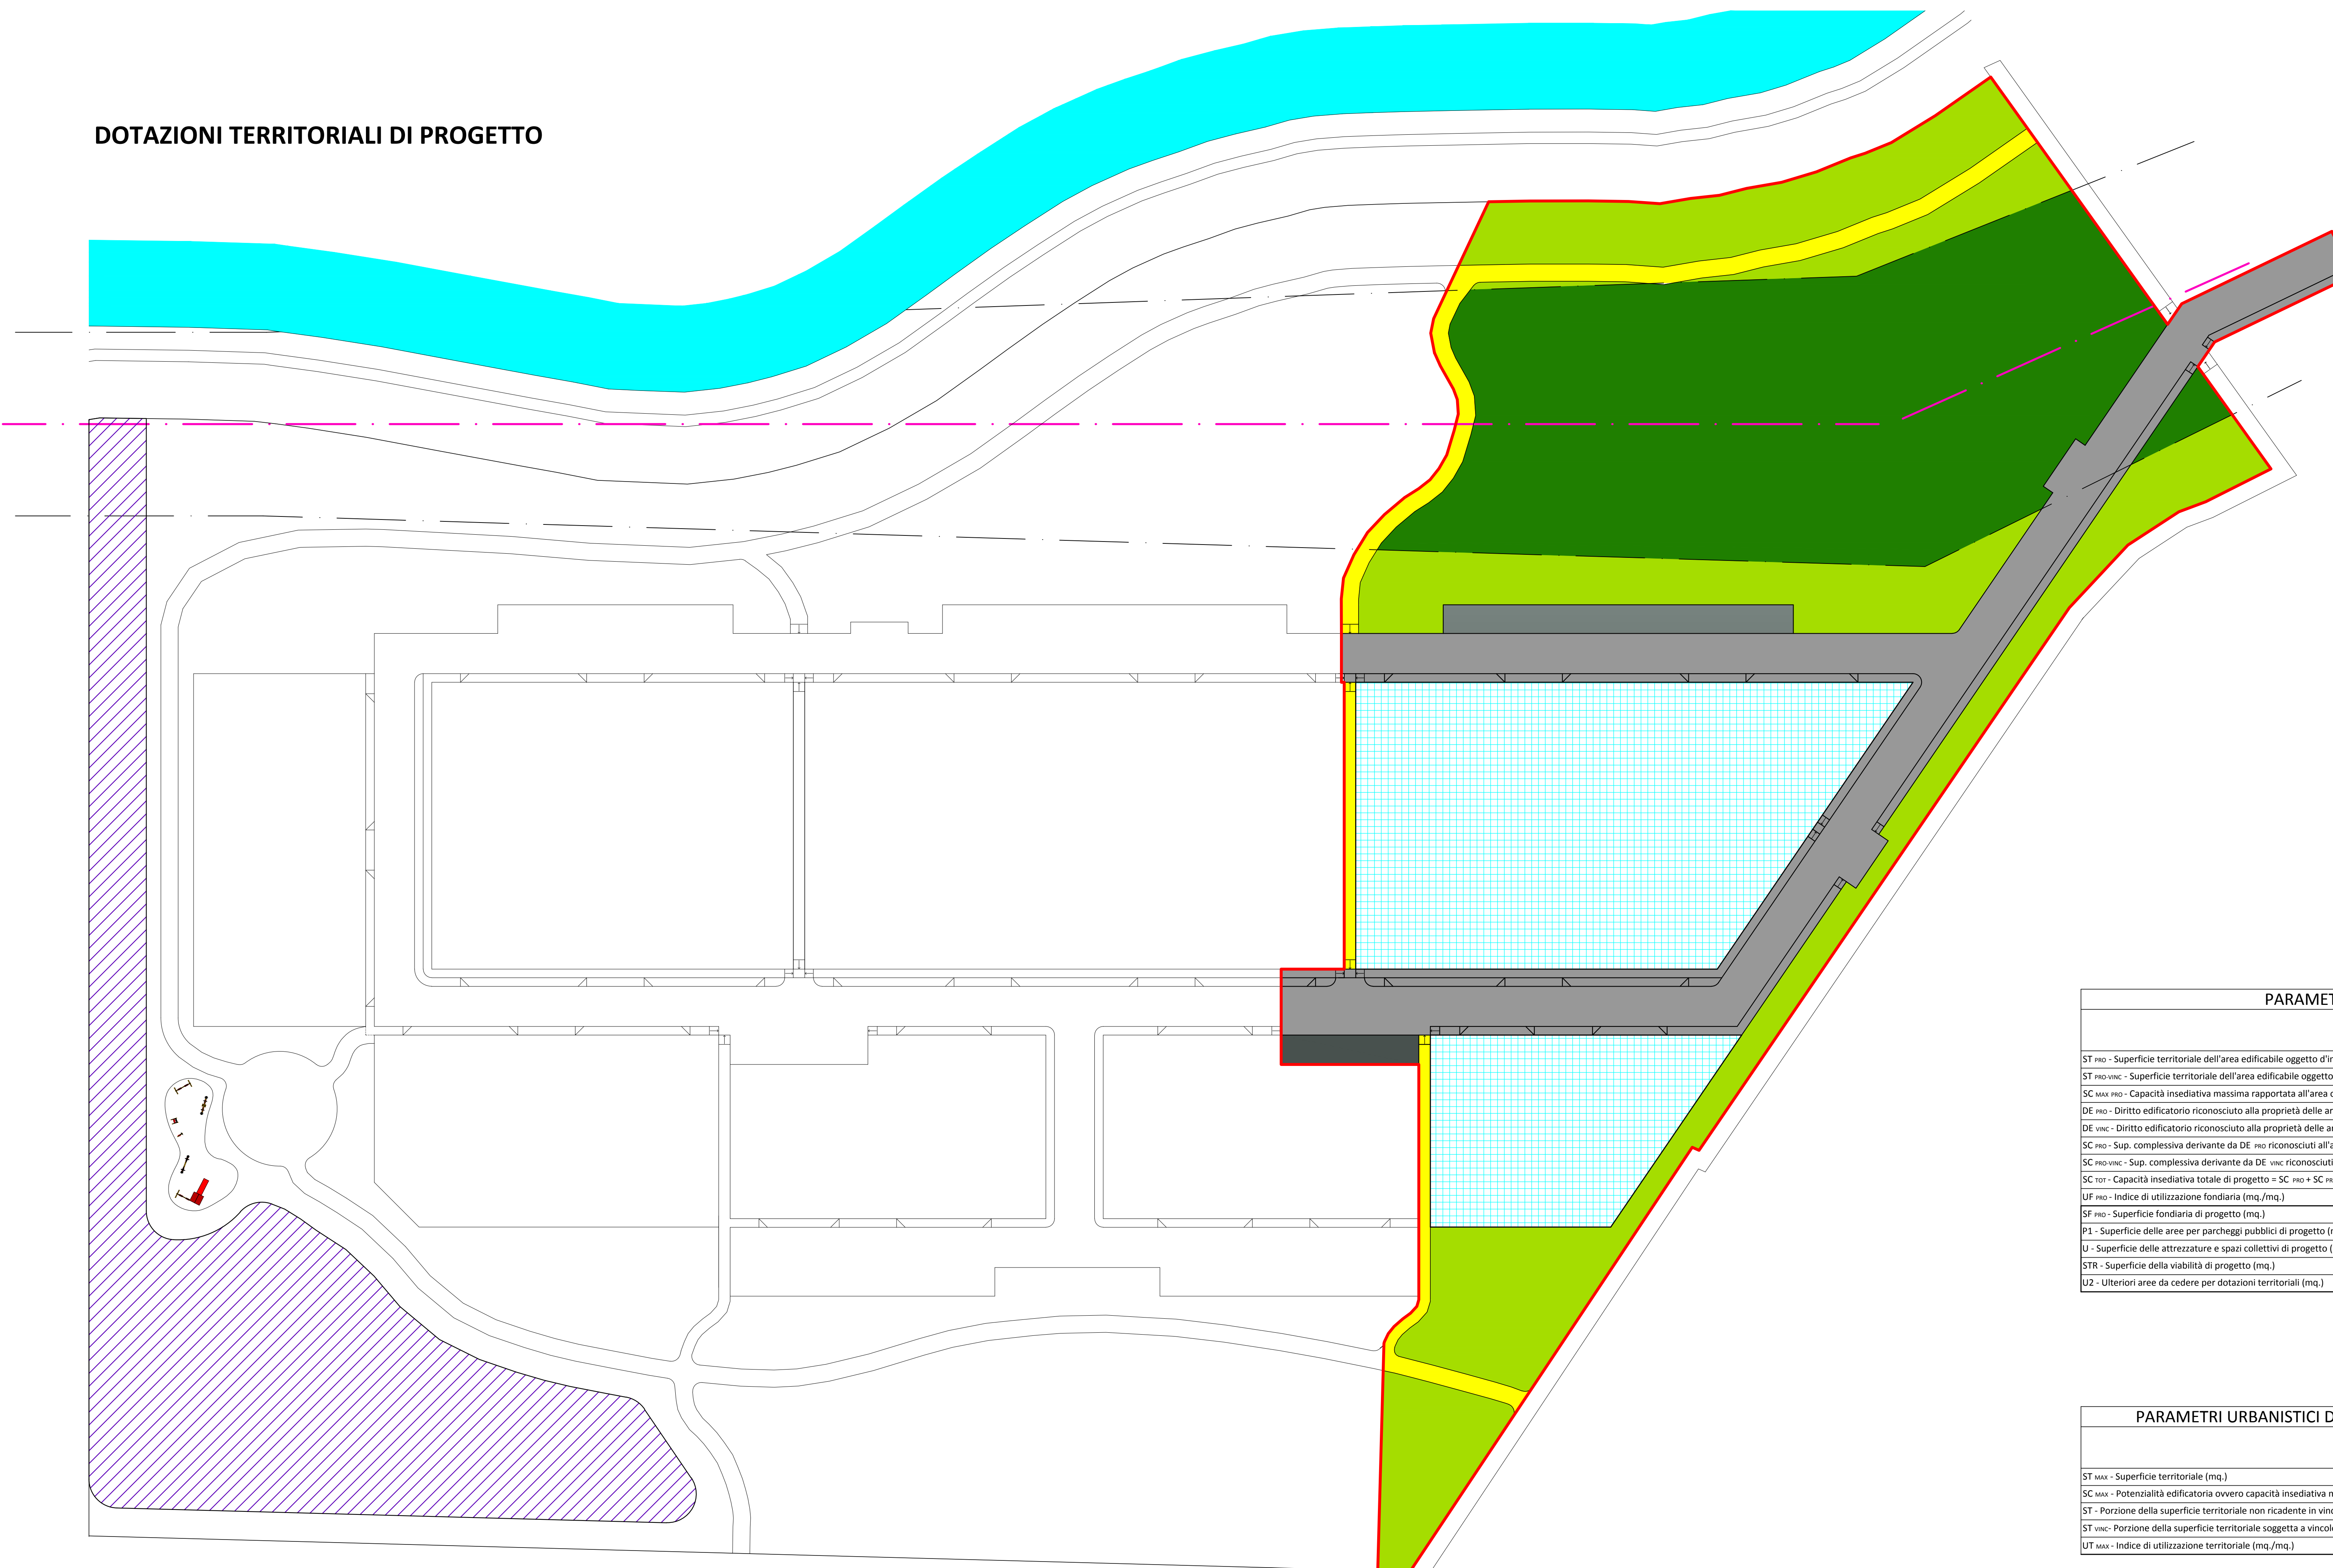 DOTAZIONI TERRITORIALI DI PROGETTO
PARAMET
ST PRO - Superficie territoriale dell'area edificabile oggetto d'in
ST PRO-VINC - Superficie territoriale dell'area edificabile oggetto
SC MAX PRO - Capacità insediativa massima rapportata all'area
DE PRO - Diritto edificatorio riconosciuto alla proprietà delle ar
DE VINC - Diritto edificatorio riconosciuto alla proprietà delle
SC PRO - Sup. complessiva derivante da DE PRO riconosciuti all'a
SC PRO-VINC - Sup. complessiva derivante da DE VINC riconosciuti
SC TOT - Capacità insediativa totale di progetto = SC PRO + SC PR
UF PRO - Indice di utilizzazione fondiaria (mq./mq.)
SF PRO - Superficie fondiaria di progetto (mq.)
P1 - Superficie delle aree per parcheggi pubblici di progetto (
U - Superficie delle attrezzature e spazi collettivi di progetto (
STR - Superficie della viabilità di progetto (mq.)
U2 - Ulteriori aree da cedere per dotazioni territoriali (mq.)
PARAMETRI URBANISTICI D
ST MAX - Superficie territoriale (mq.)
SC MAX - Potenzialità edificatoria ovvero capacità insediativa m
ST - Porzione della superficie territoriale non ricadente in vinc
ST VINC- Porzione della superficie territoriale soggetta a vincol
UT MAX - Indice di utilizzazione territoriale (mq./mq.)